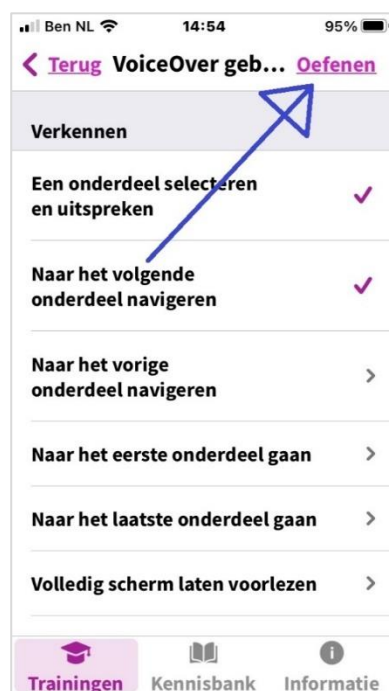 Ben NL 14:54 95%
Terug VoiceOver geb... Oefenen
Verkennen
Een onderdeel selecteren
en uitspreken
Naar het volgende
onderdeel navigeren
Naar het vorige
onderdeel navigeren
Naar het eerste onderdeel gaan
Naar het laatste onderdeel gaan
Volledig scherm laten voorlezen
Trainingen Kennisbank Informatie